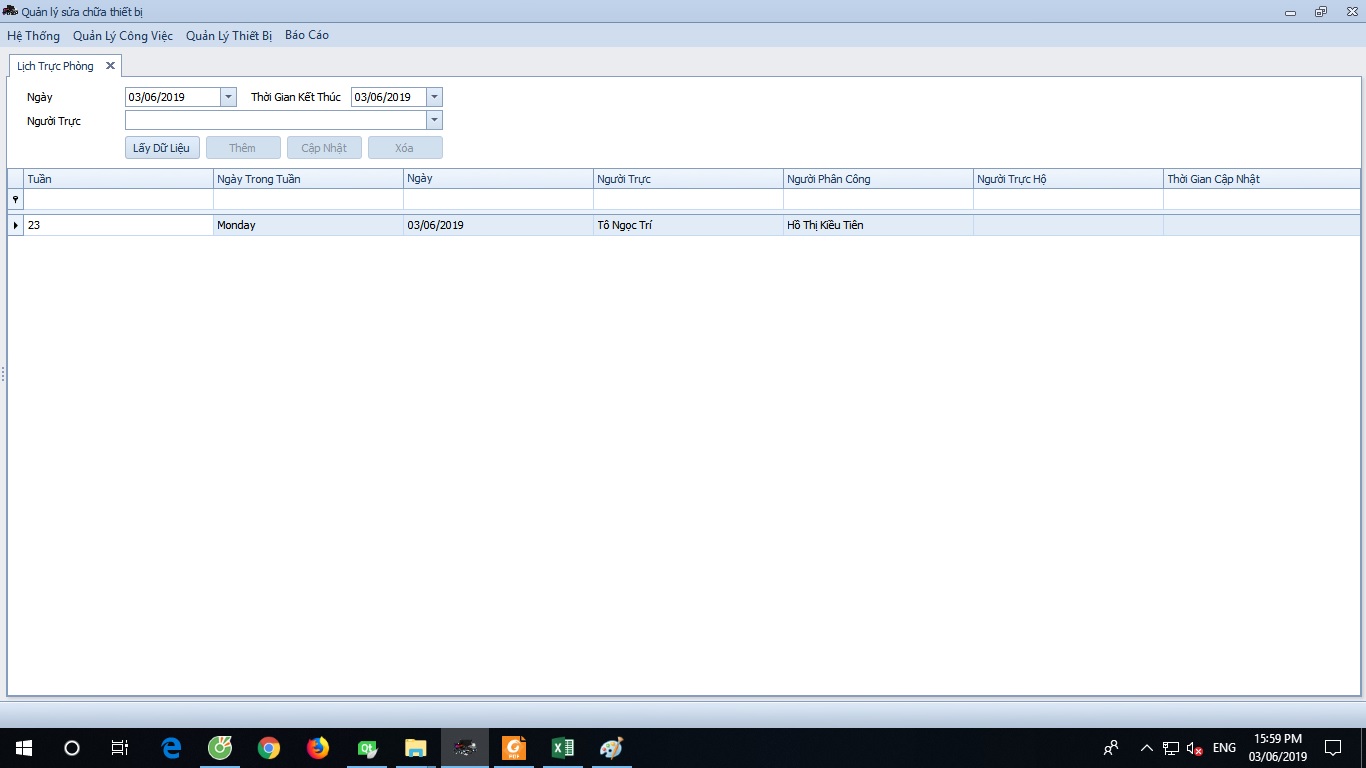 Quản lý sửa chữa thiết bị
Hệ Thống Quản Lý Công Việc Quản Lý Thiết Bị Báo Cáo
Lịch Trực Phòng
Ngày 03/06/2019 Thời Gian Kết Thúc 03/06/2019
Người Trực
Lấy Dữ Liệu Thêm Cập Nhật Xóa
Tuần Ngày Trong Tuần Ngày Người Trực Người Phân Công Người Trực Hộ Thời Gian Cập Nhật
23 Monday 03/06/2019 Tô Ngọc Trí Hồ Thị Kiều Tiên
15:59 PM
ENG
03/06/2019